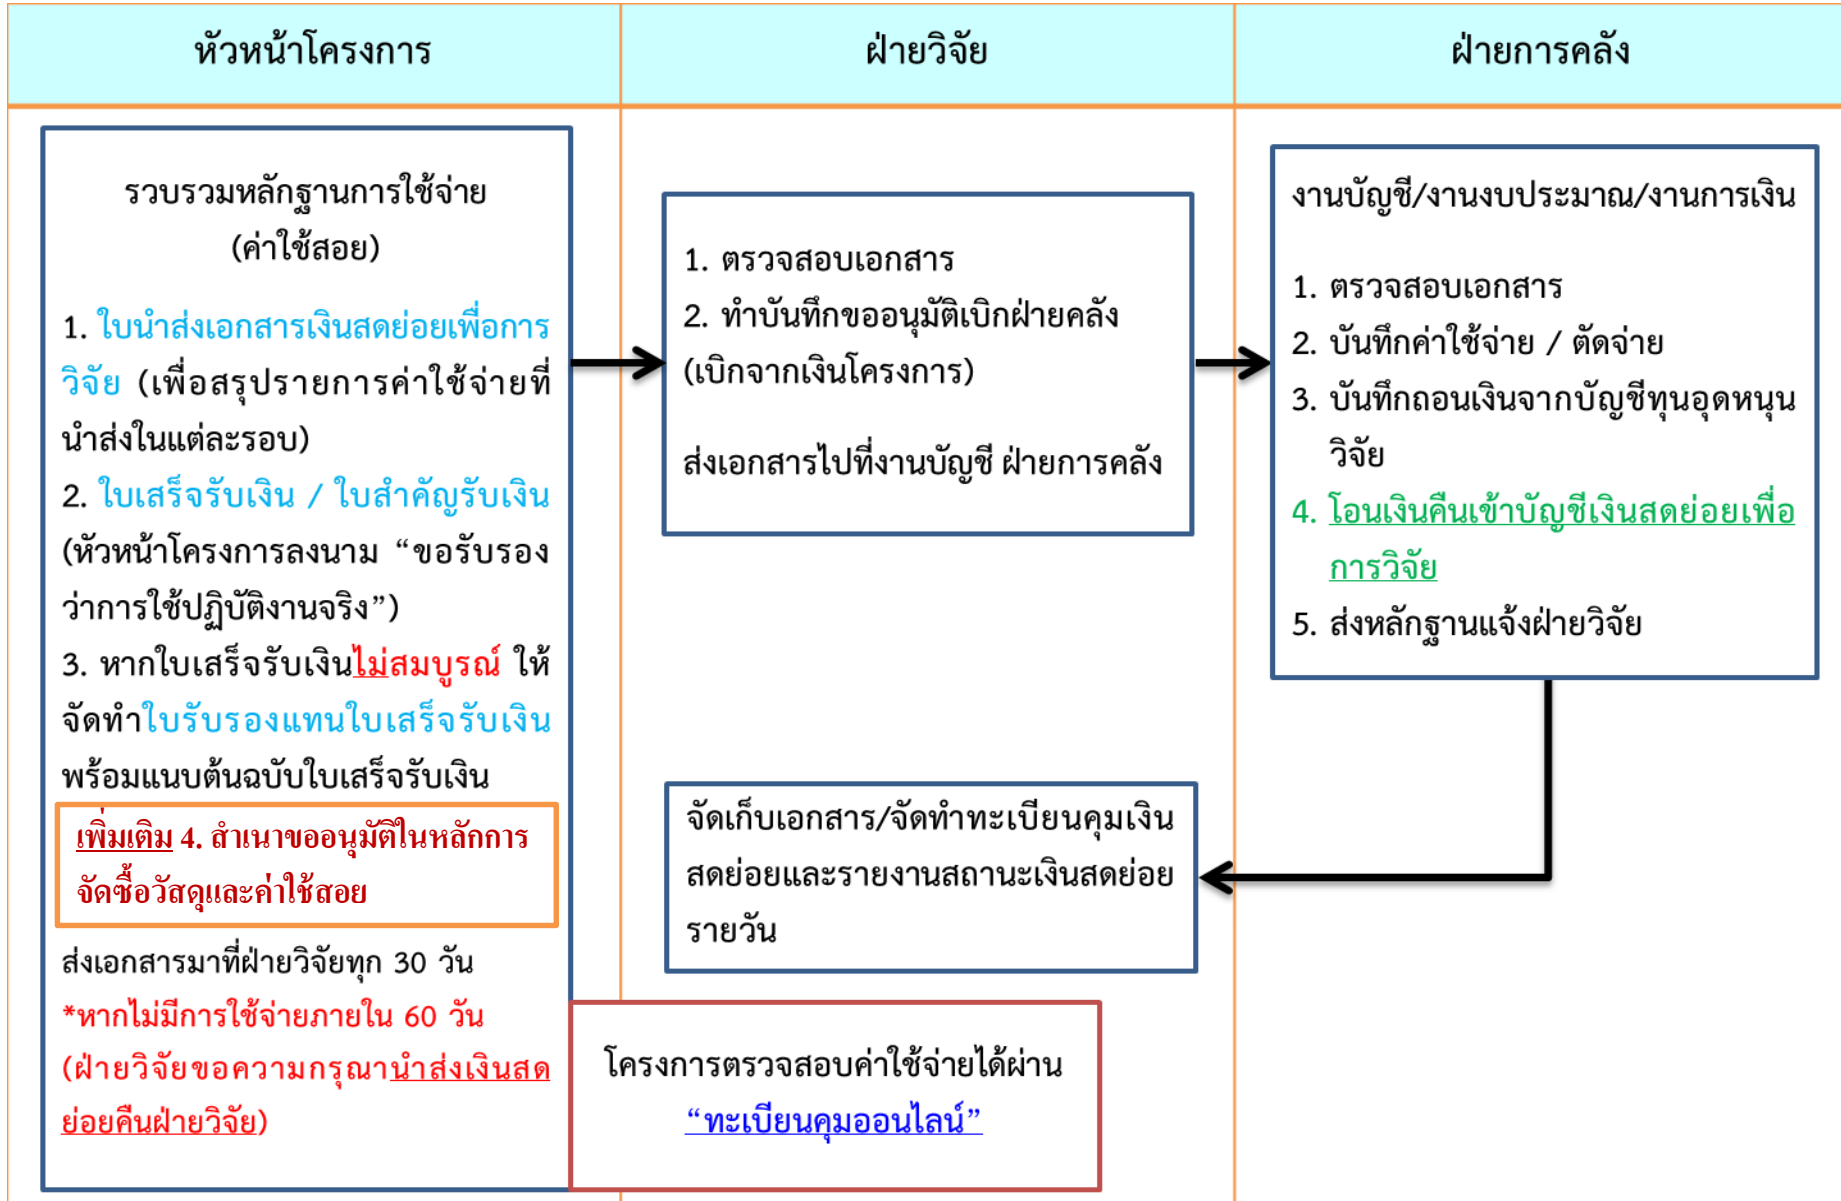 หัวหน้าโครงการ
ฝ่ายวิจัย
ฝ่ายการคลัง
รวบรวมหลักฐานการใช้จ่าย
(ค่าใช้สอย)
1. ใบนำส่งเอกสารเงินสดย่อยเพื่อการ
วิจัย (เพื่อสรุปรายการค่าใช้จ่ายที่
นำส่งในแต่ละรอบ)
2. ใบเสร็จรับเงิน / ใบสำคัญรับเงิน
(หัวหน้าโครงการลงนาม “ขอรับรอง
ว่าการใช้ปฏิบัติงานจริง”)
3. หากใบเสร็จรับเงินไม่สมบูรณ์ ให้
จัดทำใบรับรองแทนใบเสร็จรับเงิน
พร้อมแนบต้นฉบับใบเสร็จรับเงิน
เพิ่มเติม 4. สำเนาขออนุมัติในหลักการ
จัดซื้อวัสดุและค่าใช้สอย
ส่งเอกสารมาที่ฝ่ายวิจัยทุก 30 วัน
*หากไม่มีการใช้จ่ายภายใน 60 วัน
(ฝ่ายวิจัยขอความกรุณานำส่งเงินสด
ย่อยคืนฝ่ายวิจัย)
1. ตรวจสอบเอกสาร
2. ทำบันทึกขออนุมัติเบิกฝ่ายคลัง
(เบิกจากเงินโครงการ)
ส่งเอกสารไปที่งานบัญชี ฝ่ายการคลัง
งานบัญชี/งานงบประมาณ/งานการเงิน
1. ตรวจสอบเอกสาร
2. บันทึกค่าใช้จ่าย / ตัดจ่าย
3. บันทึกถอนเงินจากบัญชีทุนอุดหนุน
วิจัย
4. โอนเงินคืนเข้าบัญชีเงินสดย่อยเพื่อ
การวิจัย
5. ส่งหลักฐานแจ้งฝ่ายวิจัย
จัดเก็บเอกสาร/จัดทำทะเบียนคุมเงิน
สดย่อยและรายงานสถานะเงินสดย่อย
รายวัน
โครงการตรวจสอบค่าใช้จ่ายได้ผ่าน
“ทะเบียนคุมออนไลน์”